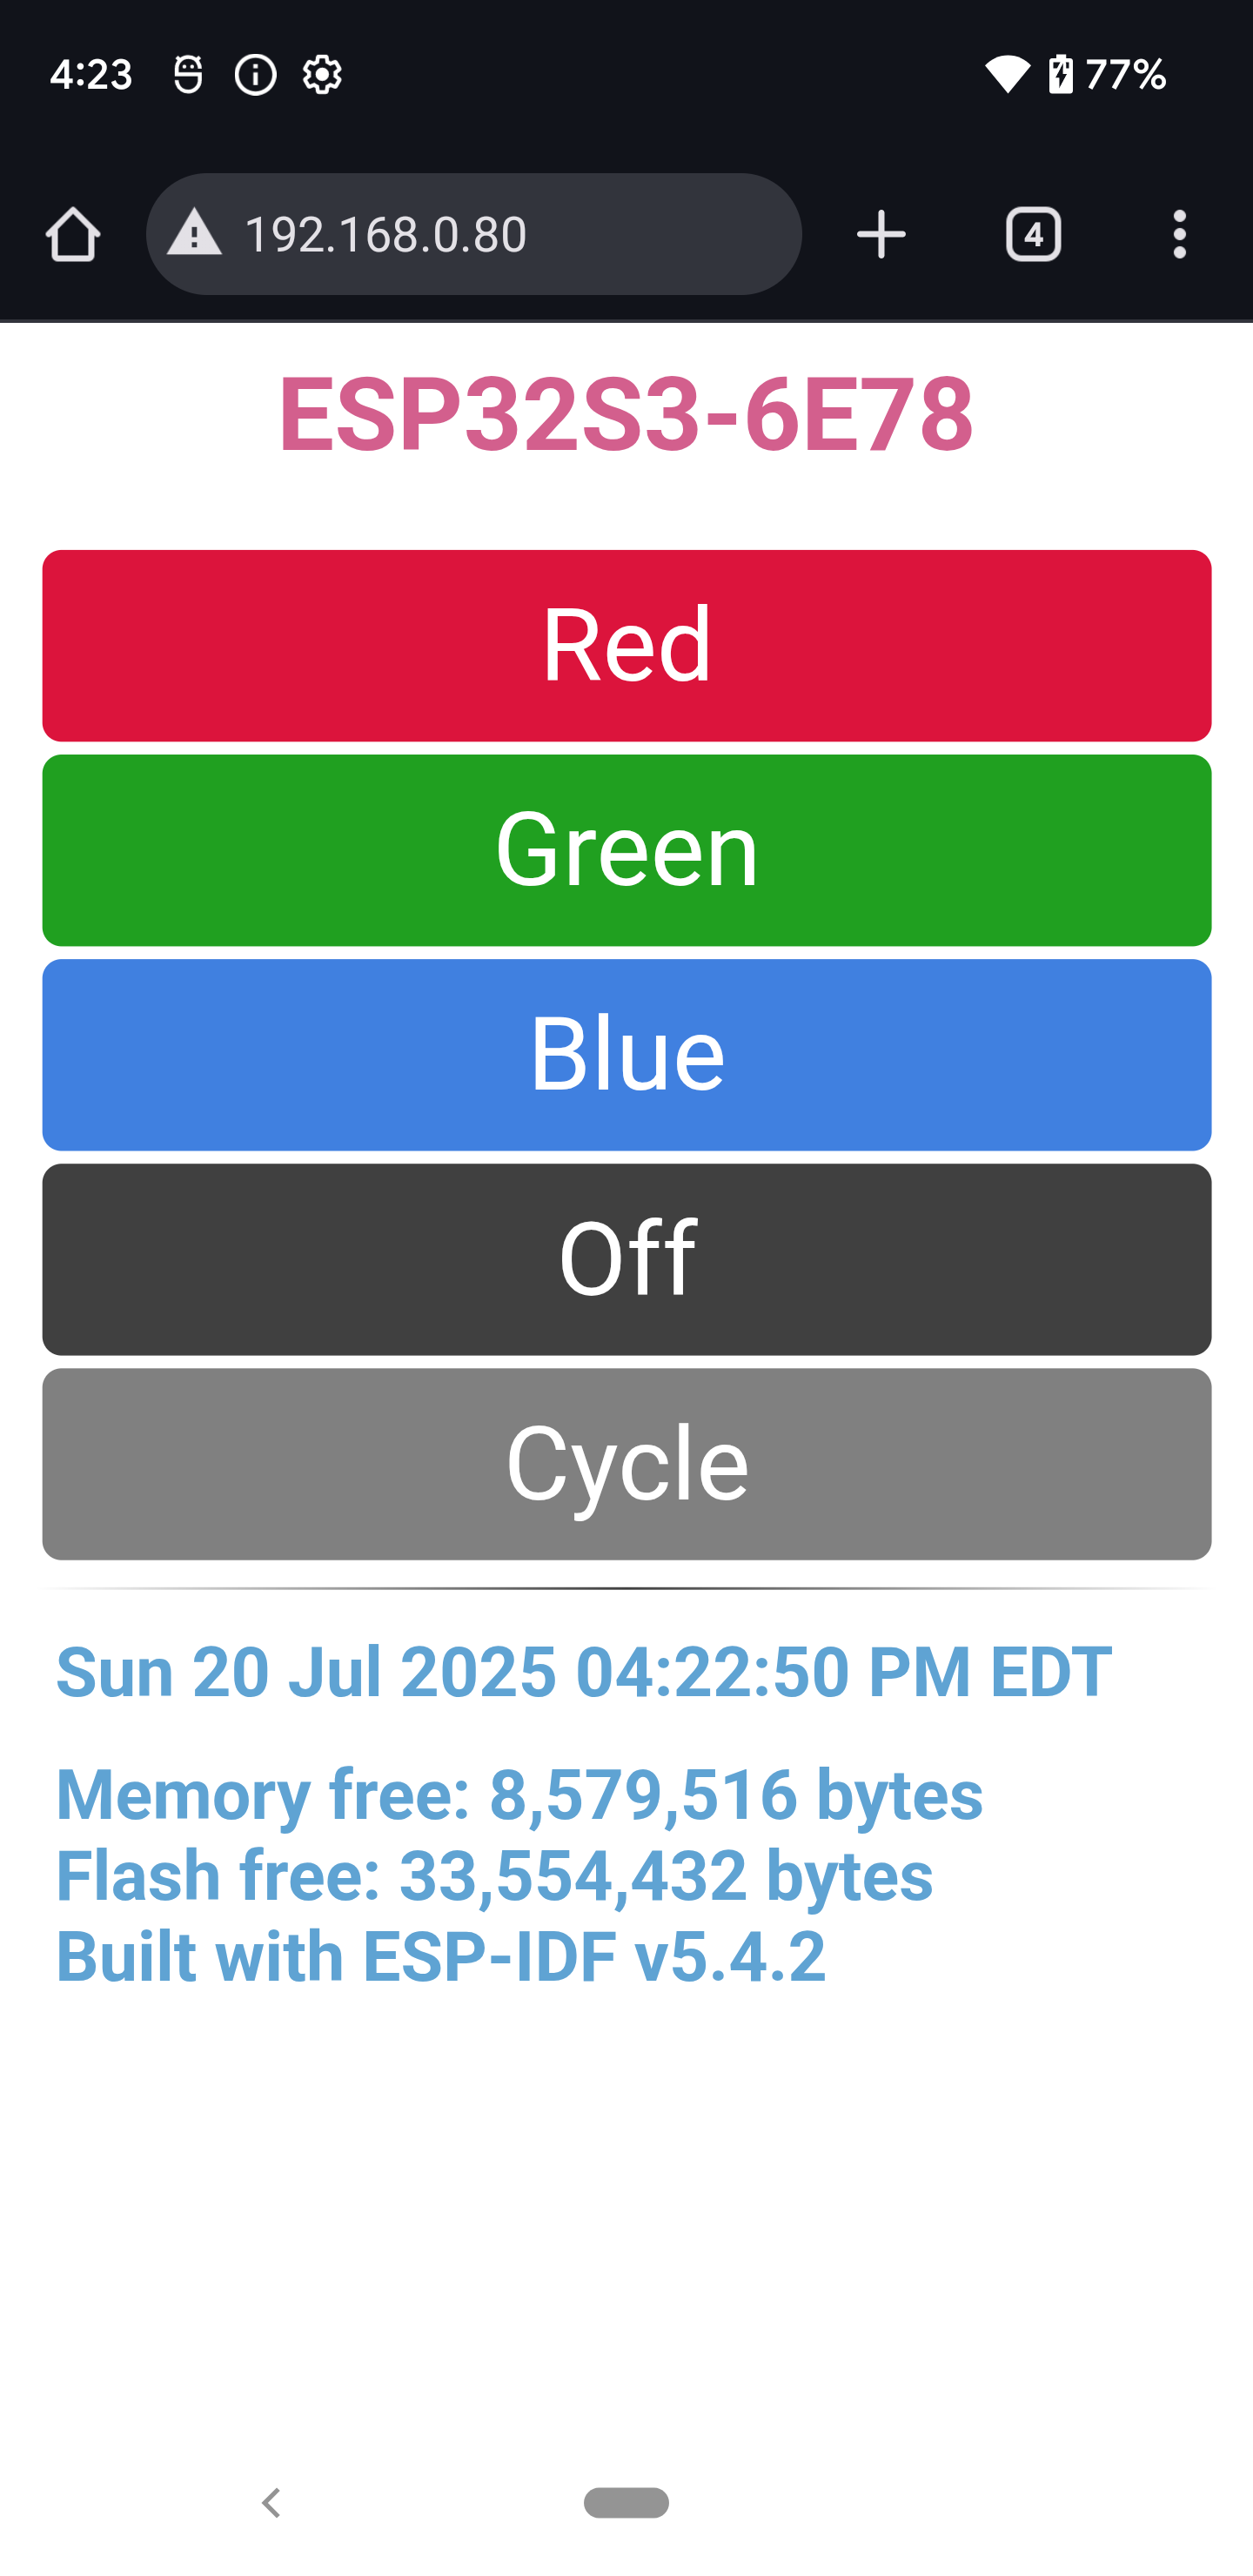 4:23
77%
192.168.0.80
4
ESP32S3-6E78
Red
Green
Blue
Off
Cycle
Sun 20 Jul 2025 04:22:50 PM EDT
Memory free: 8,579,516 bytes
Flash free: 33,554,432 bytes
Built with ESP-IDF v5.4.2